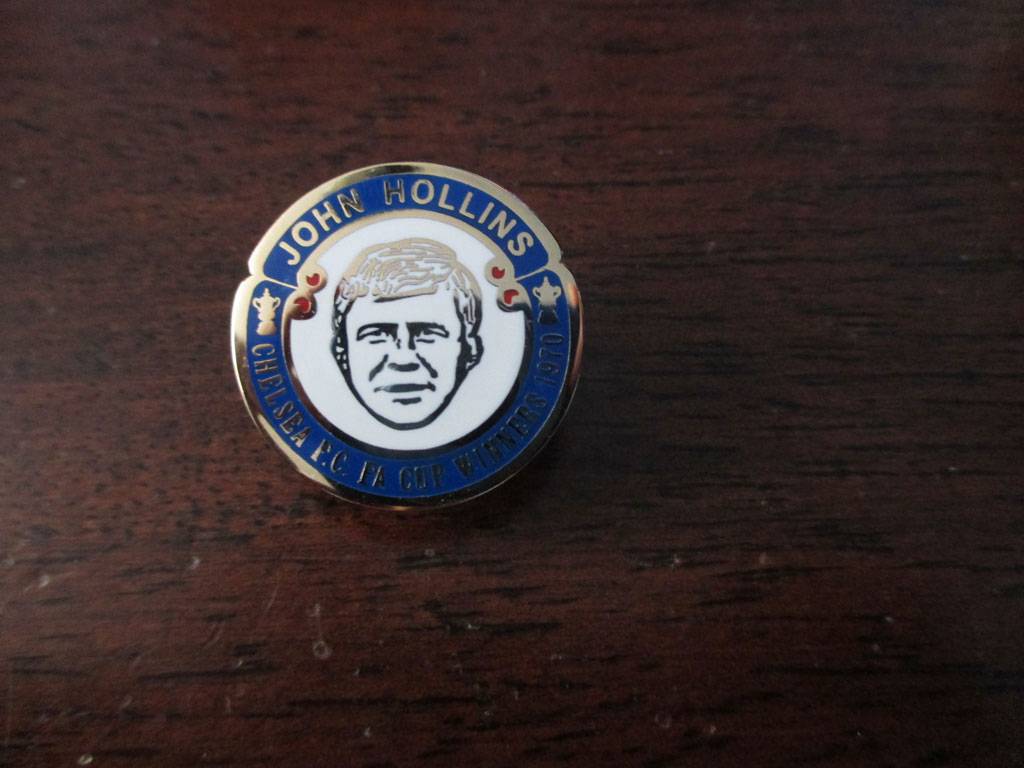 JOHN HOLLINS
CHELSEA F.C. FA CUP WINNERS 1970